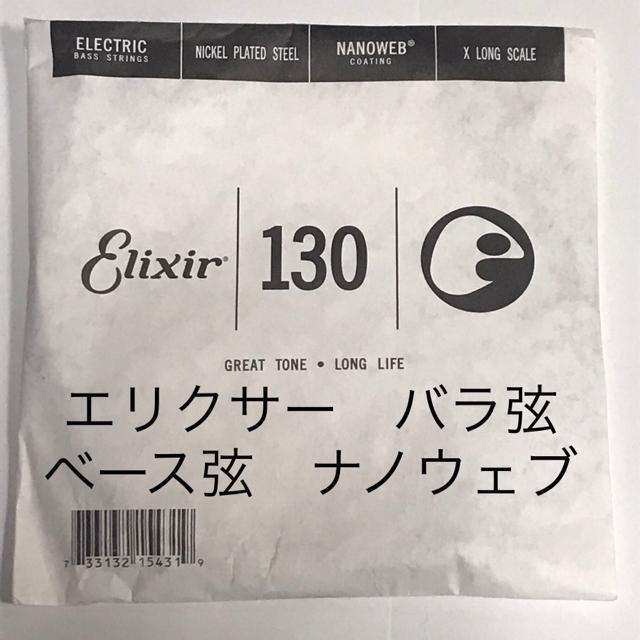 ELECTRIC
BASS STRINGS
NICKEL PLATED STEEL
NANOWEB®
COATING
X LONG SCALE
Elixir®
130
GREAT TONE • LONG LIFE
エリクサー　バラ弦
ベース弦　ナノウェブ
7 33132 15431 9